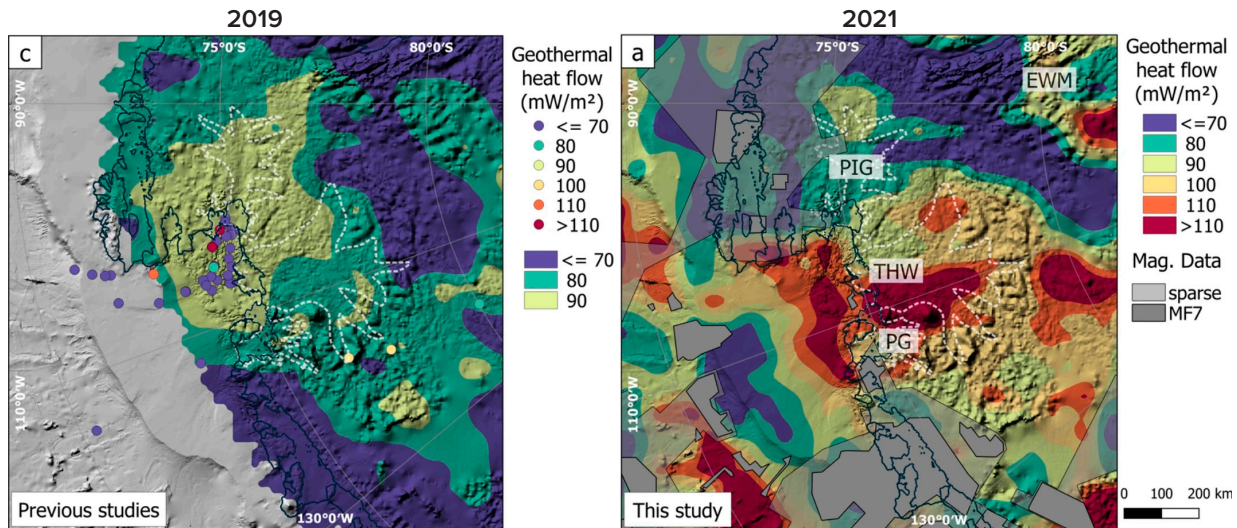 2019
c
75°0'S
80°0'S
90°0'W
110°0'W
130°0'W
Previous studies
Geothermal
heat flow
(mW/m²)
<= 70
80
90
100
110
>110
<= 70
80
90
2021
a
75°0'S
80°0'S
EWM
90°0'W
PIG
THW
PG
110°0'W
130°0'W
This study
Geothermal
heat flow
(mW/m²)
<=70
80
90
100
110
>110
Mag. Data
sparse
MF7
0 100 200 km